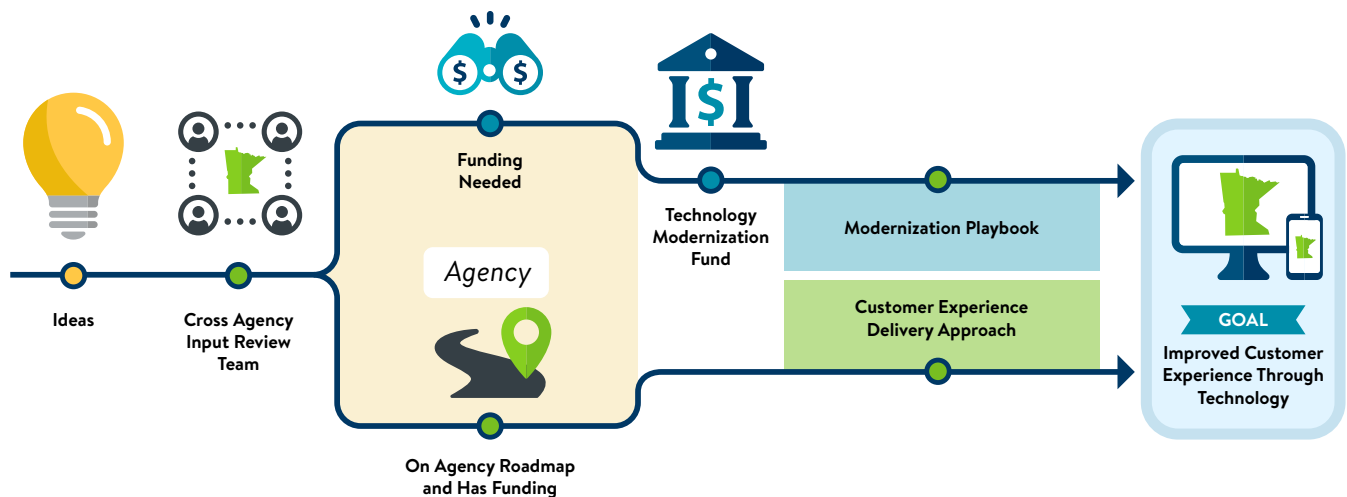 $ $
$
Funding
Needed
Technology
Modernization
Fund
Modernization Playbook
Agency
Ideas
Cross Agency
Input Review
Team
Customer Experience
Delivery Approach
GOAL
Improved Customer
Experience Through
Technology
On Agency Roadmap
and Has Funding